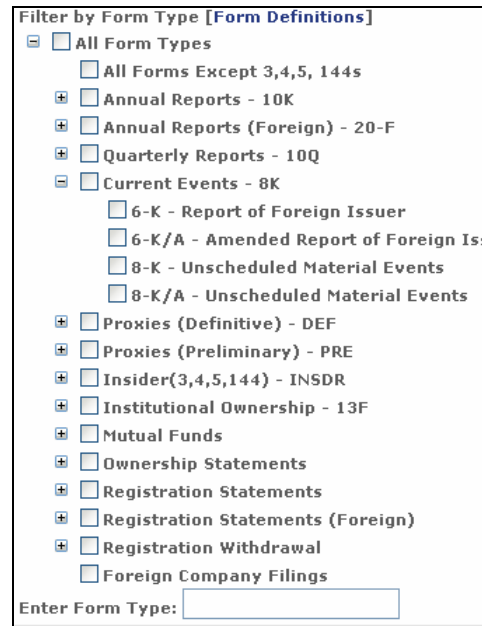 Filter by Form Type [Form Definitions]
All Form Types
All Forms Except 3,4,5, 144s
Annual Reports - 10K
Annual Reports (Foreign) - 20-F
Quarterly Reports - 10Q
Current Events - 8K
6-K - Report of Foreign Issuer
6-K/A - Amended Report of Foreign
8-K - Unscheduled Material Events
8-K/A - Unscheduled Material Events
Proxies (Definitive) - DEF
Proxies (Preliminary) - PRE
Insider(3,4,5,144) - INSDR
Institutional Ownership - 13F
Mutual Funds
Ownership Statements
Registration Statements
Registration Statements (Foreign)
Registration Withdrawal
Foreign Company Filings
Enter Form Type: